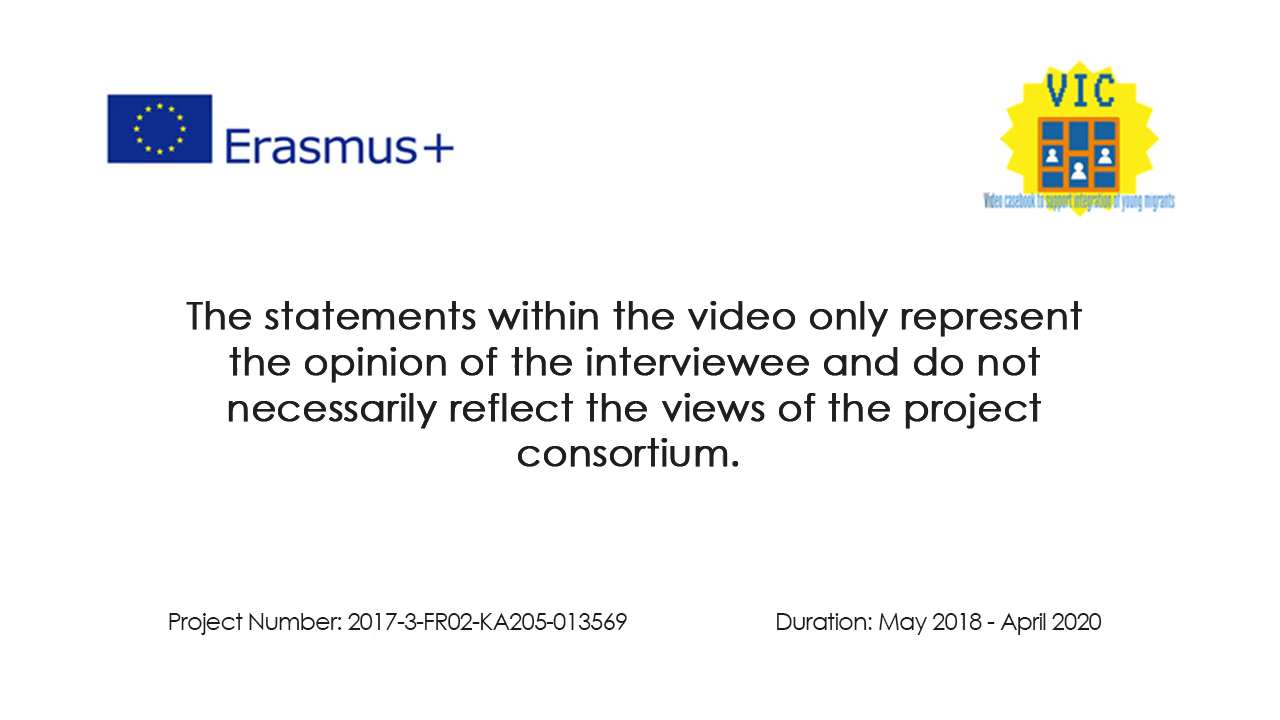 Erasmus+
VIC
Video casebook to support integration of young migrants
The statements within the video only represent
the opinion of the interviewee and do not
necessarily reflect the views of the project
consortium.
Project Number: 2017-3-FR02-KA205-013569
Duration: May 2018 - April 2020